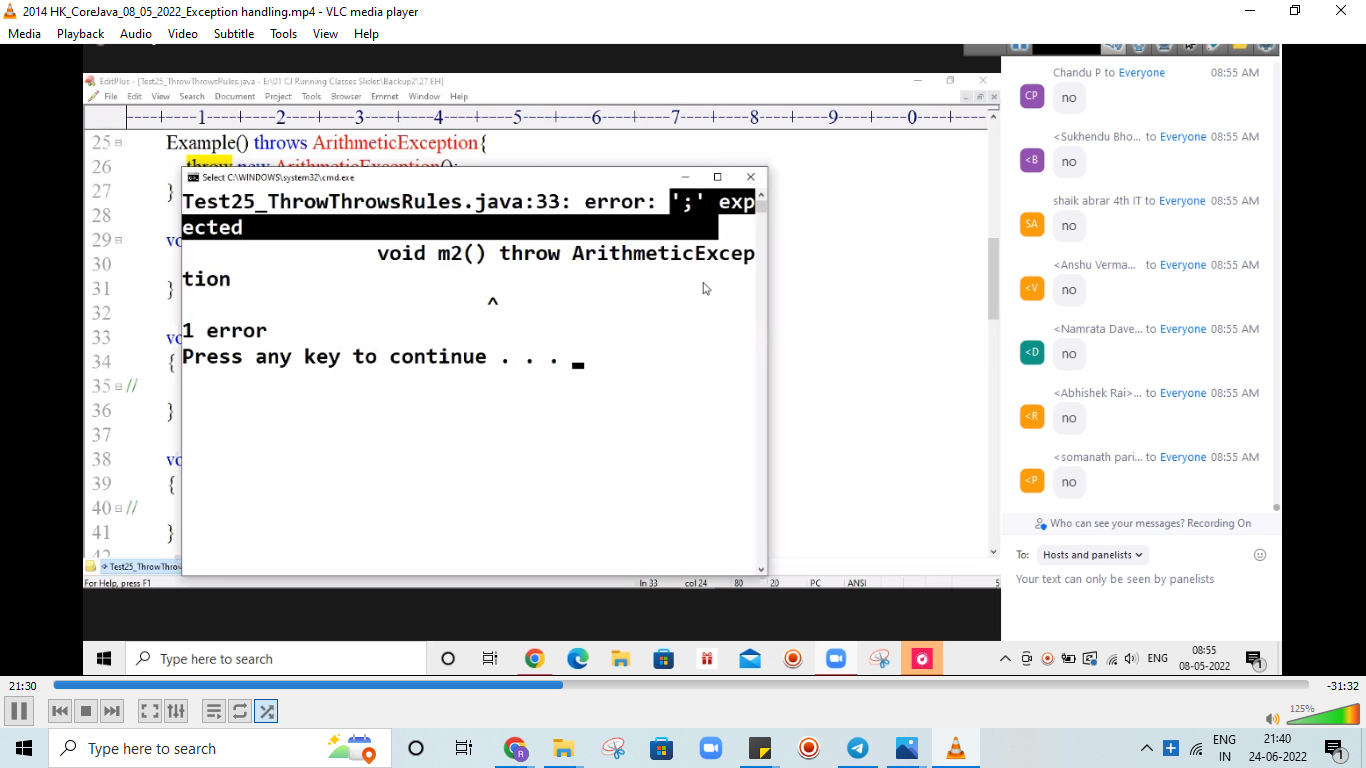 2014 HK_CoreJava_08_05_2022_Exception handling.mp4 - VLC media player
Media Playback Audio Video Subtitle Tools View Help
EditPlus - [Test25_ThrowThrowsRules.java - E:\01 CJ Running Classes Slides\Backup2\27.EH]
File Edit View Search Document Project Tools Browser Emmet Window Help
----+----1----+----2----+----3----+----4----+----5----+----6----+----7----+----8----+----9----+----0----+---
25 Example() throws ArithmeticException{
26 throw new ArithmeticException();
27 }
28
29 vo
30
31 }
32
33 vo
34 {
35 //
36 }
37
38 vo
39 {
40 //
41 }
42
Select C:\WINDOWS\system32\cmd.exe
Test25_ThrowThrowsRules.java:33: error: ';' exp
ected
void m2() throw ArithmeticExcep
tion
^
1 error
Press any key to continue . . .
Test25_ThrowThrow
For Help, press F1 ln 33 col 24 80 20 PC ANSI 5
Chandu P to Everyone 08:55 AM
CP no
<Sukhendu Bho... to Everyone 08:55 AM
<B no
shaik abrar 4th IT to Everyone 08:55 AM
SA no
<Anshu Verma... to Everyone 08:55 AM
<V no
<Namrata Dave... to Everyone 08:55 AM
<D no
<Abhishek Rai>... to Everyone 08:55 AM
<R no
<somanath pari... to Everyone 08:55 AM
<P no
Who can see your messages? Recording On
To: Hosts and panelists
Your text can only be seen by panelists
Type here to search
ENG
08:55
08-05-2022
1
21:30 -31:32
125%
Type here to search
R
ENG
IN
21:40
24-06-2022
1